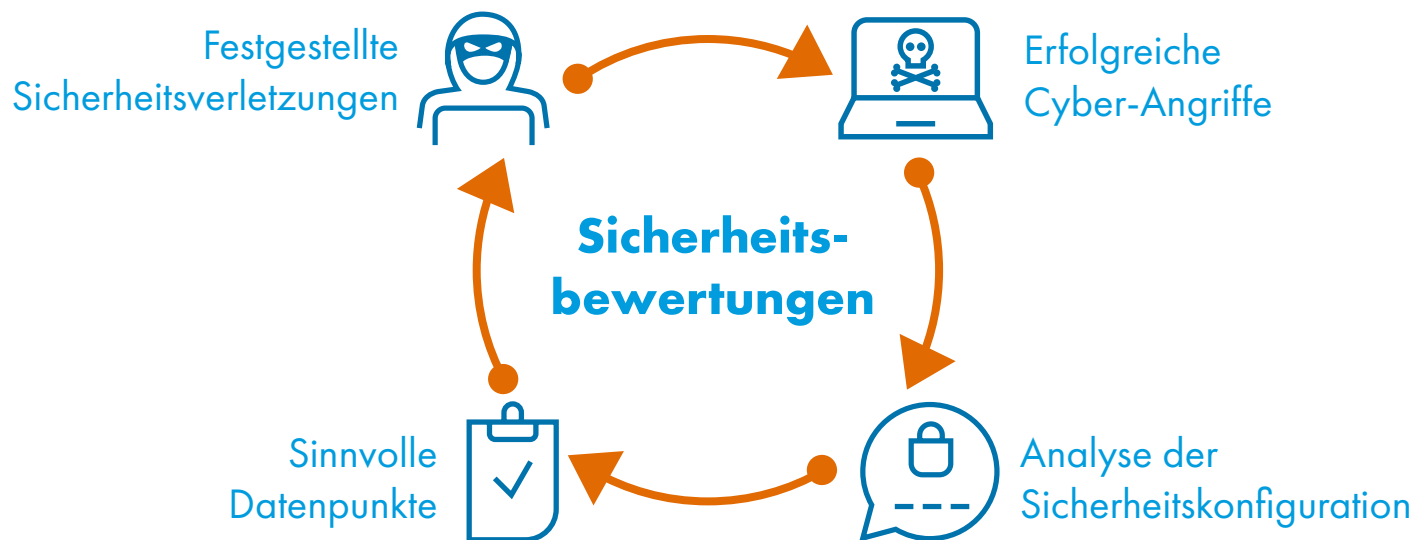 Festgestellte
Sicherheitsverletzungen
Erfolgreiche
Cyber-Angriffe
Sicherheits-
bewertungen
Sinnvolle
Datenpunkte
Analyse der
Sicherheitskonfiguration